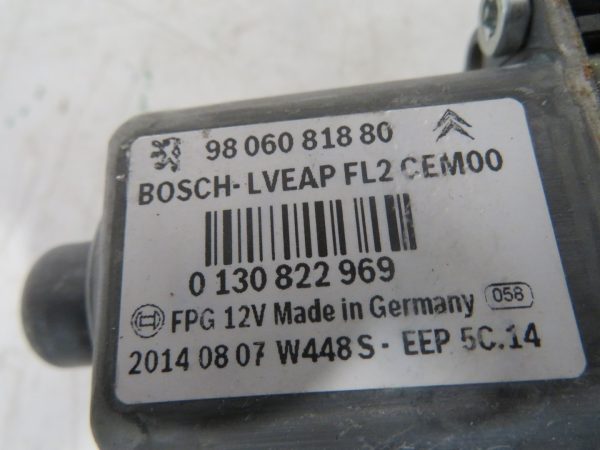 98 060 818 80
BOSCH-LVEAP FL2 CEM00
0 130 822 969
FPG 12V Made in Germany 058
2014 08 07 W448 S - EEP 5C.14